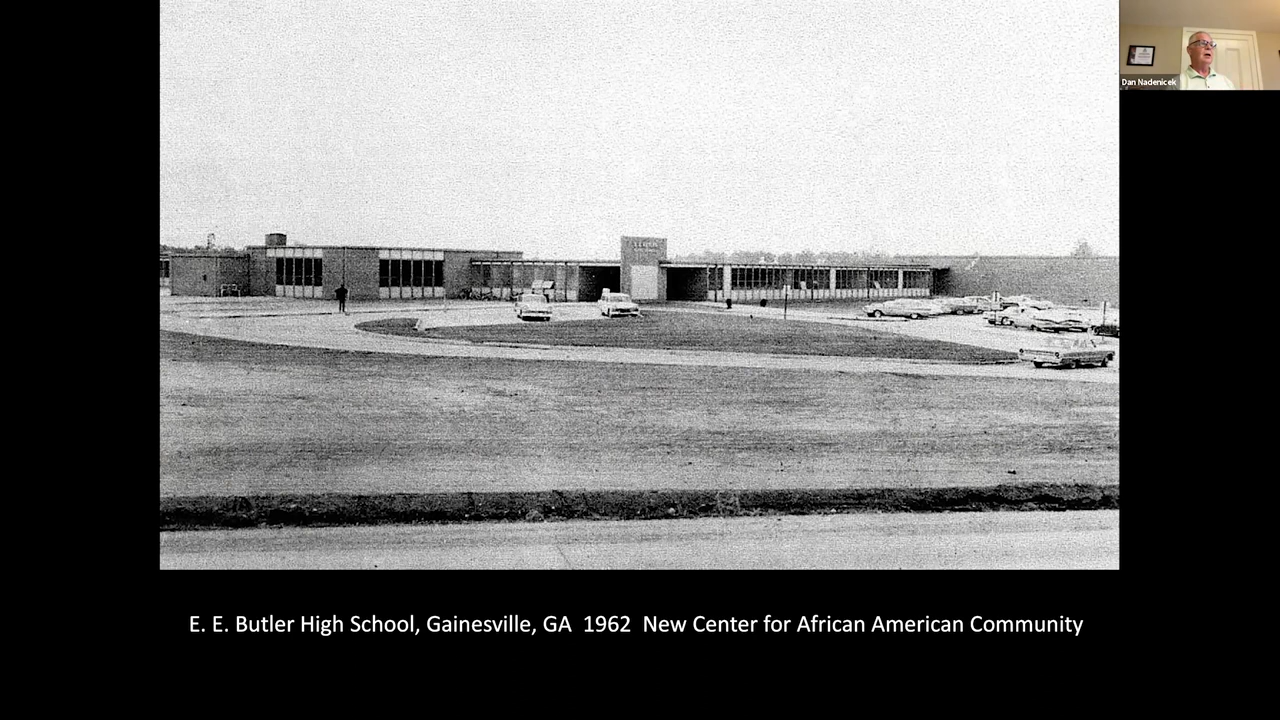 Dan Nadenicek
E. E. Butler High School, Gainesville, GA 1962 New Center for African American Community